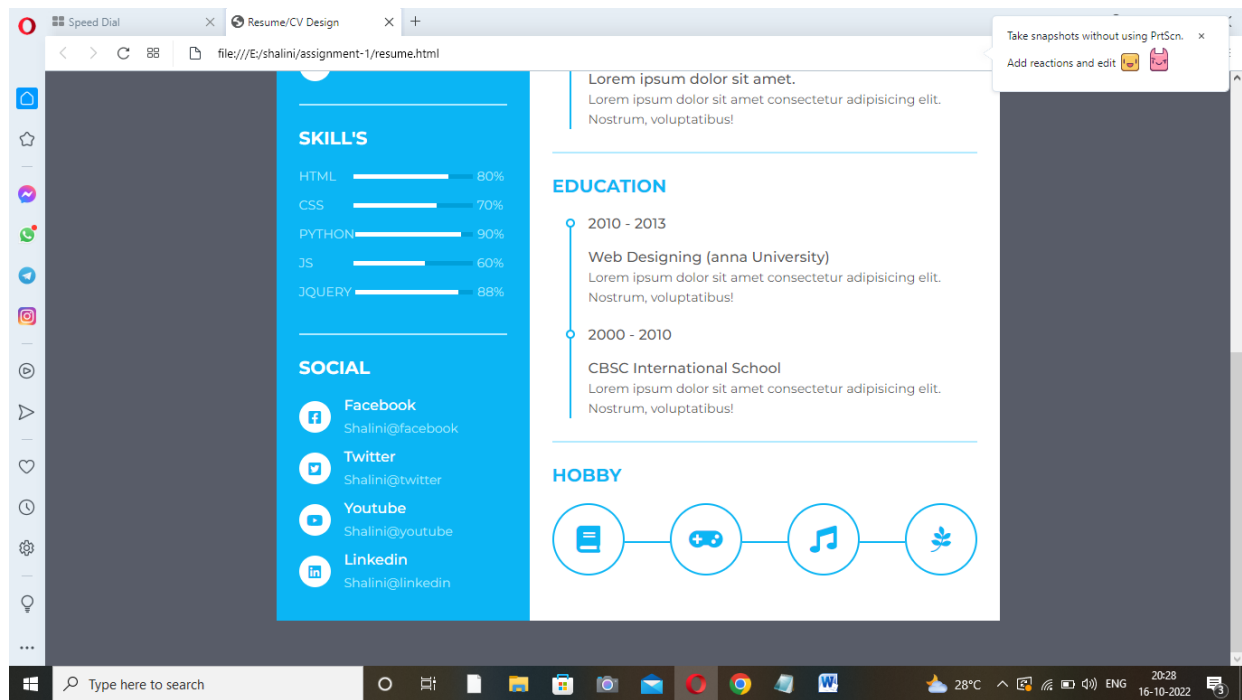 Speed Dial
Resume/CV Design
file:///E:/shalini/assignment-1/resume.html
Take snapshots without using PrtScn.
Add reactions and edit
SKILL'S
HTML 80%
CSS 70%
PYTHON 90%
JS 60%
JQUERY 88%
SOCIAL
Facebook
Shalini@facebook
Twitter
Shalini@twitter
Youtube
Shalini@youtube
Linkedin
Shalini@linkedin
Lorem ipsum dolor sit amet.
Lorem ipsum dolor sit amet consectetur adipisicing elit.
Nostrum, voluptatibus!
EDUCATION
2010 - 2013
Web Designing (anna University)
Lorem ipsum dolor sit amet consectetur adipisicing elit.
Nostrum, voluptatibus!
2000 - 2010
CBSC International School
Lorem ipsum dolor sit amet consectetur adipisicing elit.
Nostrum, voluptatibus!
HOBBY
Type here to search
28°C
ENG
20:28
16-10-2022
3